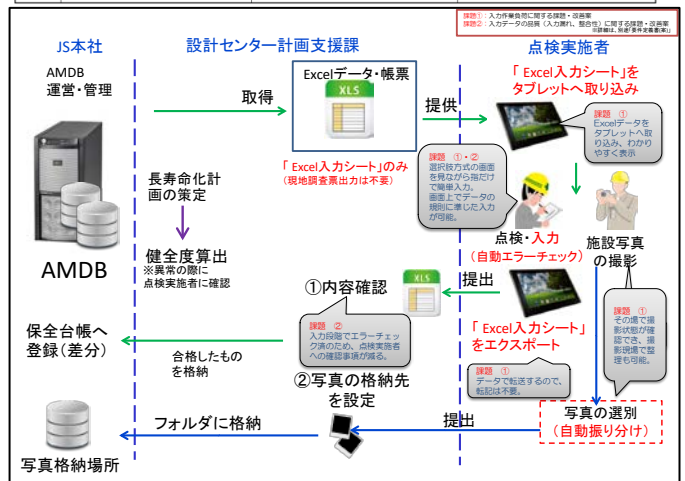 課題①：入力作業負荷に関する課題・改善案
課題②：入力データの品質（入力漏れ、整合性）に関する課題・改善案
※詳細は、別途「要件定義書(案)」
JS本社
設計センター計画支援課
点検実施者
AMDB
運営・管理
取得
Excelデータ・帳票
XLS
提供
「Excel入力シート」を
タブレットへ取り込み
「Excel入力シート」のみ
(現地調査票出力は不要)
課題 ①
Excelデータを
タブレットへ取
り込み、わかり
やすく表示
課題 ①・②
選択肢方式の画面
を見ながら指だけ
で簡単入力。
画面上でデータの
規則に準じた入力
が可能。
長寿命化計
画の策定
AMDB
健全度算出
※異常の際に
点検実施者に確認
点検・入力
（自動エラーチェック）
施設写真
の撮影
①内容確認
XLS
提出
課題 ②
入力段階でエラーチェッ
ク済のため、点検実施者
への確認事項が減る。
「Excel入力シート」
をエクスポート
課題 ①
その場で撮
影状態が確
認でき、撮
影現場で整
理も可能。
保全台帳へ
登録(差分)
合格したもの
を格納
課題 ①
データで転送するので、
転記は不要。
②写真の格納先
を設定
写真の選別
（自動振り分け）
フォルダに格納
提出
写真格納場所